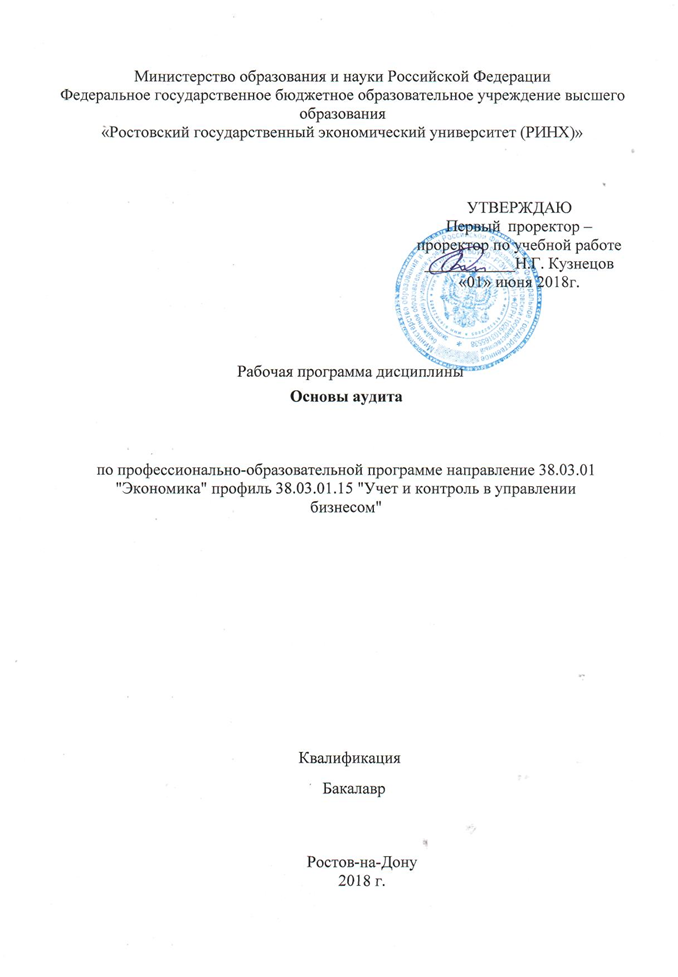 Министерство образования и науки Российской Федерации
Федеральное государственное бюджетное образовательное учреждение высшего
образования
«Ростовский государственный экономический университет (РИНХ)»
УТВЕРЖДАЮ
Первый проректор –
проректор по учебной работе
Н.Г. Кузнецов
«01» июня 2018г.
Рабочая программа дисциплины
Основы аудита
по профессионально-образовательной программе направление 38.03.01
"Экономика" профиль 38.03.01.15 "Учет и контроль в управлении
бизнесом"
Квалификация
Бакалавр
Ростов-на-Дону
2018 г.